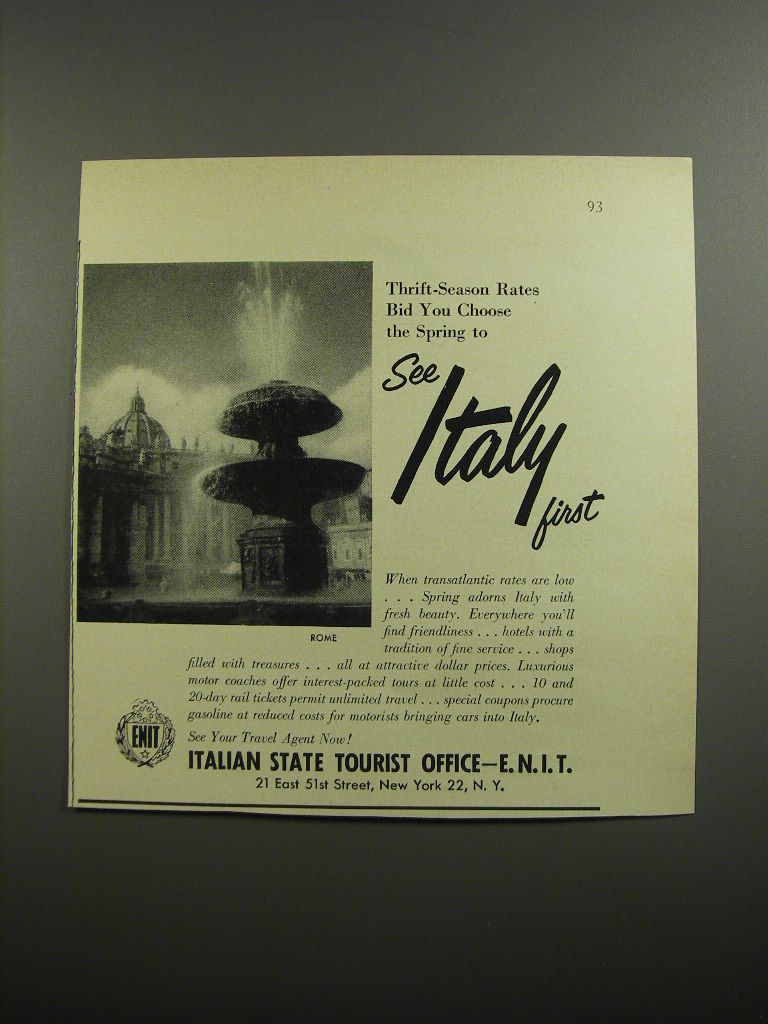 93
Thrift-Season Rates
Bid You Choose
the Spring to
See
Italy
first
When transatlantic rates are low
. . . Spring adorns Italy with
fresh beauty. Everywhere you'll
find friendliness . . . hotels with a
tradition of fine service . . . shops
filled with treasures . . . all at attractive dollar prices. Luxurious
motor coaches offer interest-packed tours at little cost . . . 10 and
20-day rail tickets permit unlimited travel . . . special coupons procure
gasoline at reduced costs for motorists bringing cars into Italy.
ROME
ENIT
See Your Travel Agent Now!
ITALIAN STATE TOURIST OFFICE—E.N.I.T.
21 East 51st Street, New York 22, N. Y.